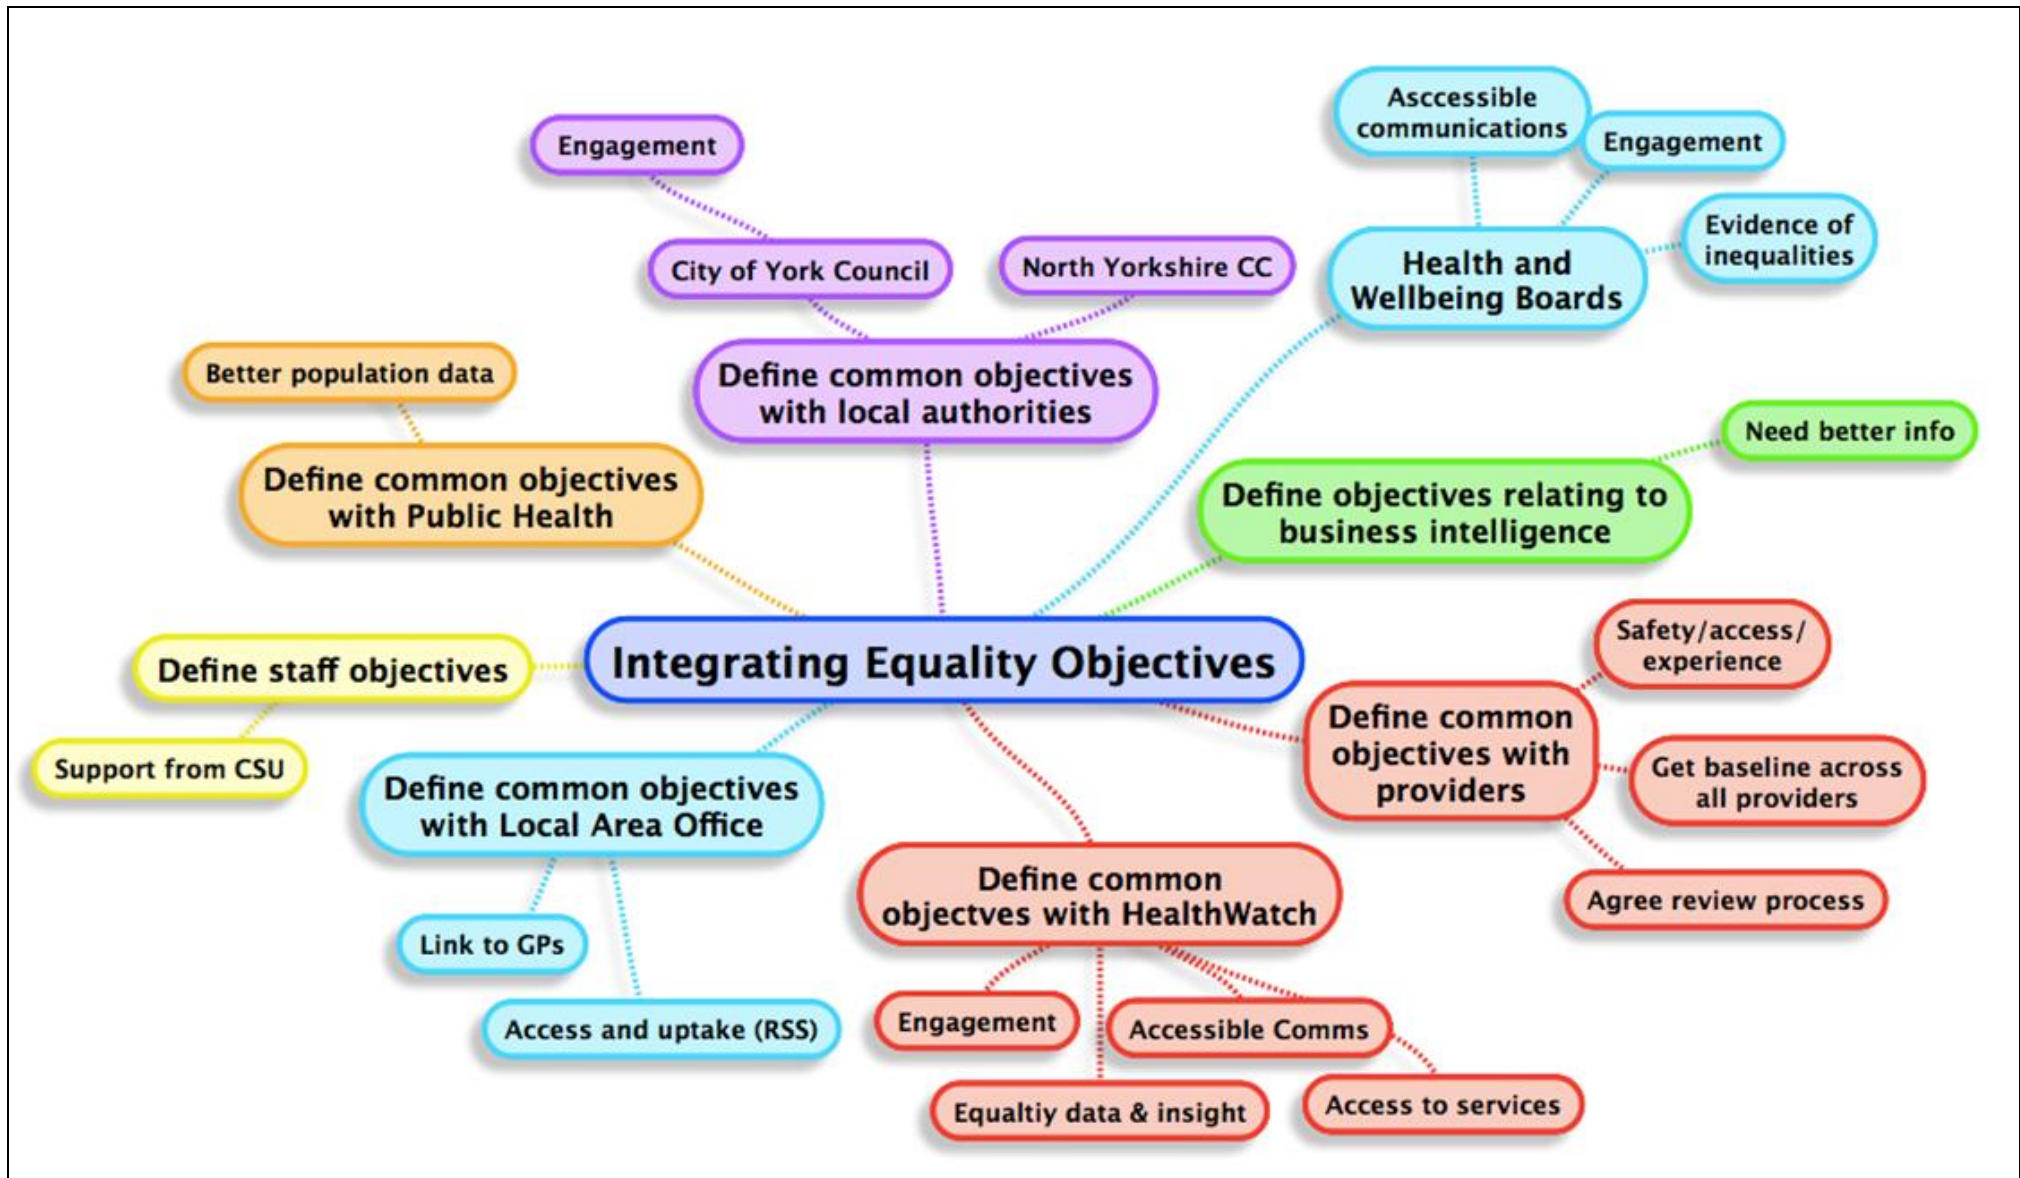 Asccessible
communications
Engagement
Engagement
Evidence of
inequalities
City of York Council
North Yorkshire CC
Health and
Wellbeing Boards
Better population data
Define common objectives
with local authorities
Need better info
Define common objectives
with Public Health
Define objectives relating to
business intelligence
Safety/access/
experience
Integrating Equality Objectives
Define staff objectives
Define common
objectives with
providers
Support from CSU
Get baseline across
all providers
Define common objectives
with Local Area Office
Define common
objectves with HealthWatch
Agree review process
Link to GPs
Engagement
Accessible Comms
Access and uptake (RSS)
Equaltiy data & insight
Access to services